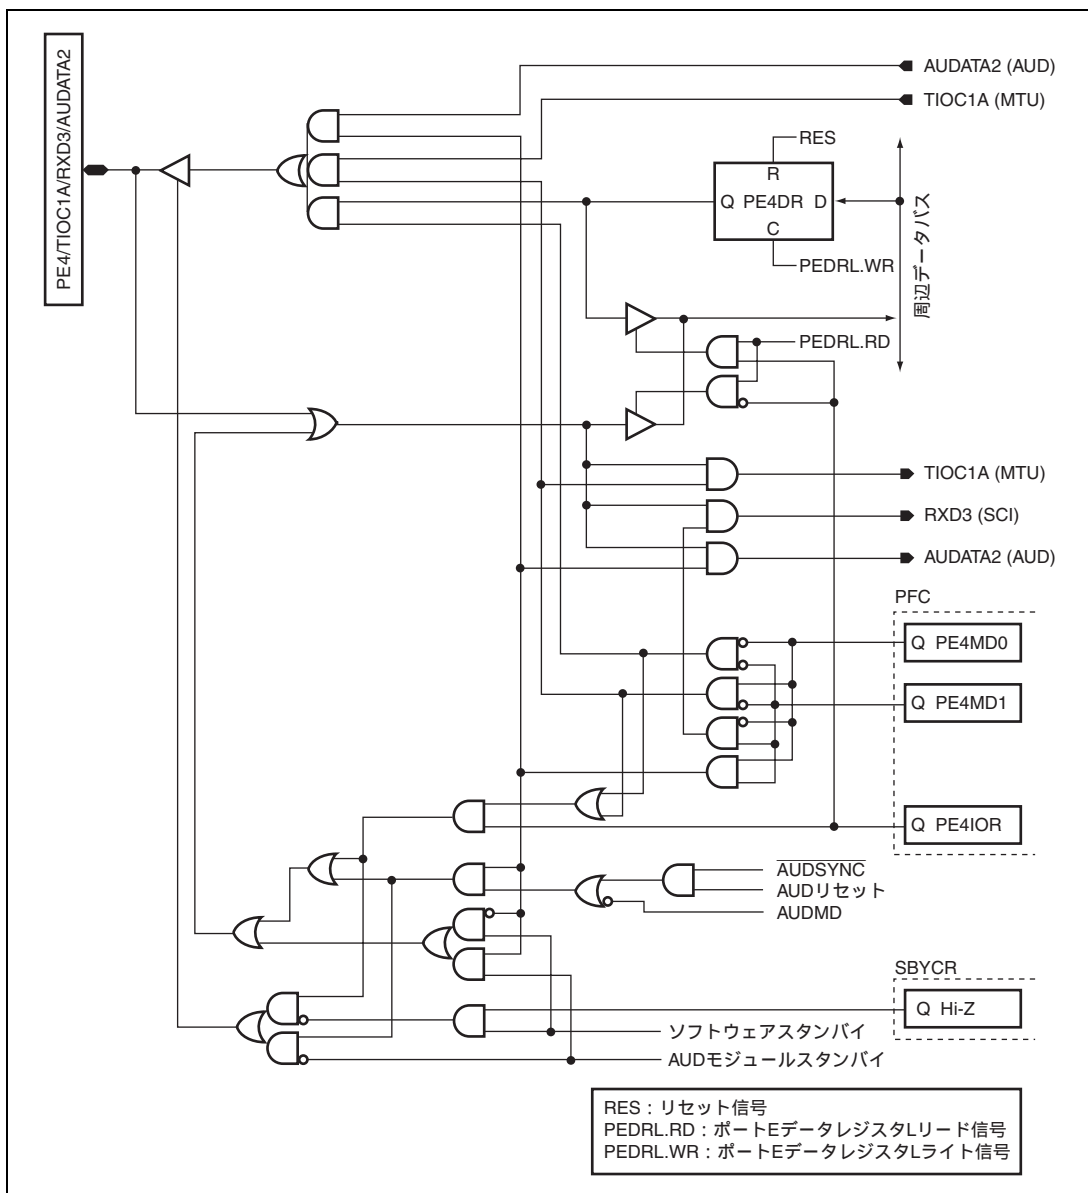 PE4/TIOC1A/RXD3/AUDATA2
AUDATA2 (AUD)
TIOC1A (MTU)
RES
R
Q PE4DR D
C
PEDRL.WR
周辺データバス
PEDRL.RD
TIOC1A (MTU)
RXD3 (SCI)
AUDATA2 (AUD)
PFC
Q PE4MD0
Q PE4MD1
Q PE4IOR
AUDSYNC
AUDリセット
AUDMD
SBYCR
Q Hi-Z
ソフトウェアスタンバイ
AUDモジュールスタンバイ
RES：リセット信号
PEDRL.RD：ポートEデータレジスタLリード信号
PEDRL.WR：ポートEデータレジスタLライト信号